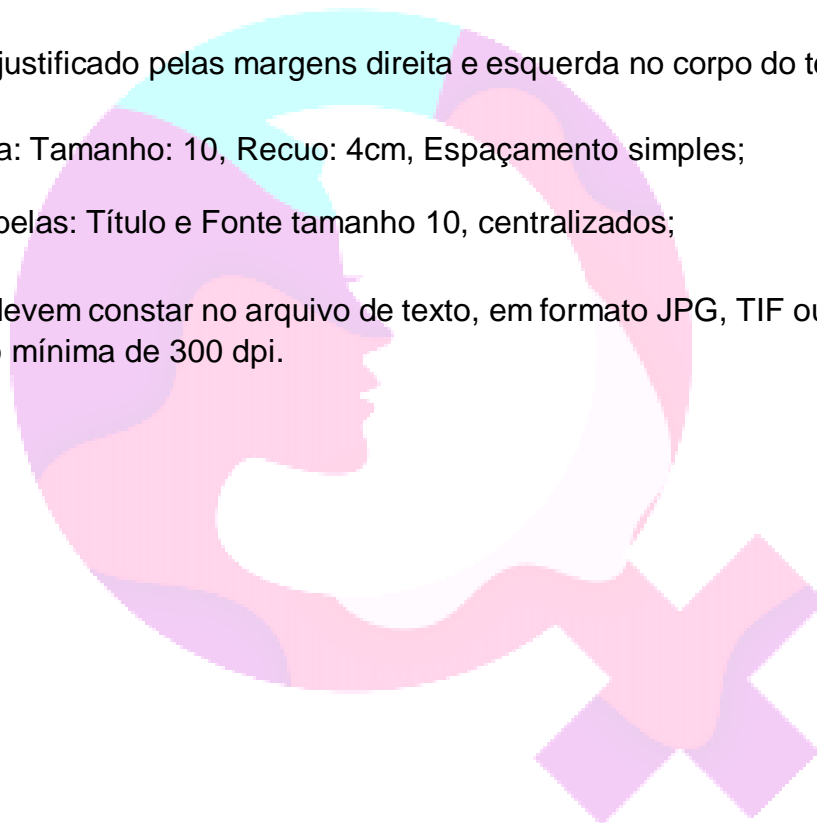 justificado pelas margens direita e esquerda no corpo do
a: Tamanho: 10, Recuo: 4cm, Espaçamento simples;
belas: Título e Fonte tamanho 10, centralizados;
devem constar no arquivo de texto, em formato JPG, TIF ou
o mínima de 300 dpi.